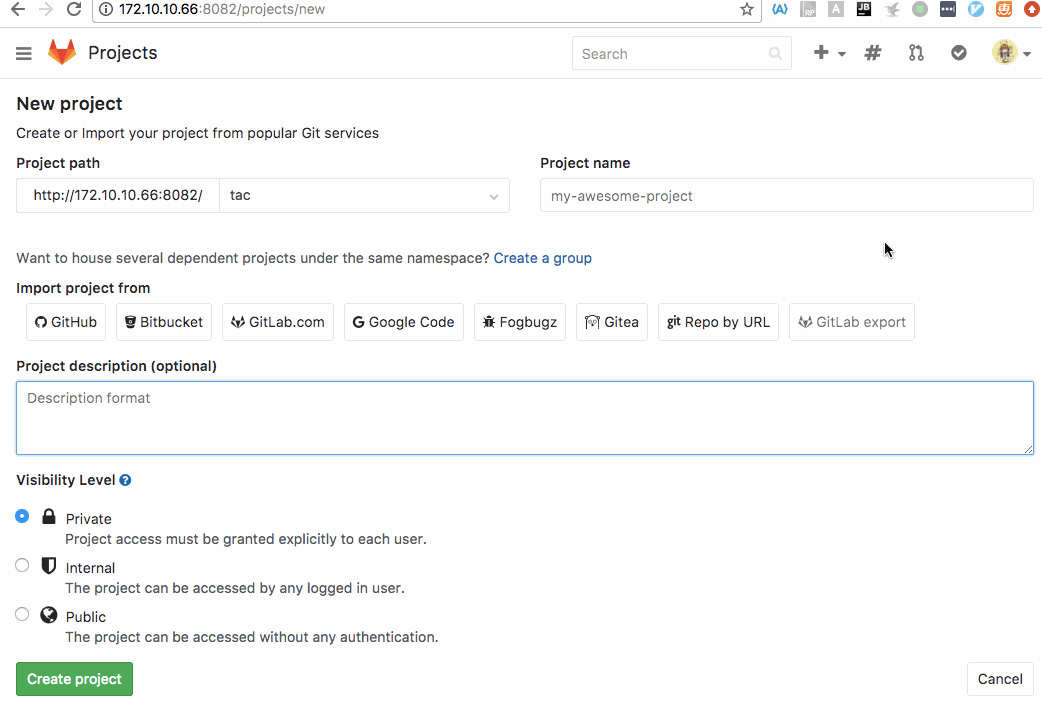 172.10.10.66:8082/projects/new
Projects
Search
New project
Create or Import your project from popular Git services
Project path
Project name
http://172.10.10.66:8082/ tac
my-awesome-project
Want to house several dependent projects under the same namespace? Create a group
Import project from
GitHub Bitbucket GitLab.com Google Code Fogbugz Gitea git Repo by URL GitLab export
Project description (optional)
Description format
Visibility Level
Private
Project access must be granted explicitly to each user.
Internal
The project can be accessed by any logged in user.
Public
The project can be accessed without any authentication.
Create project
Cancel